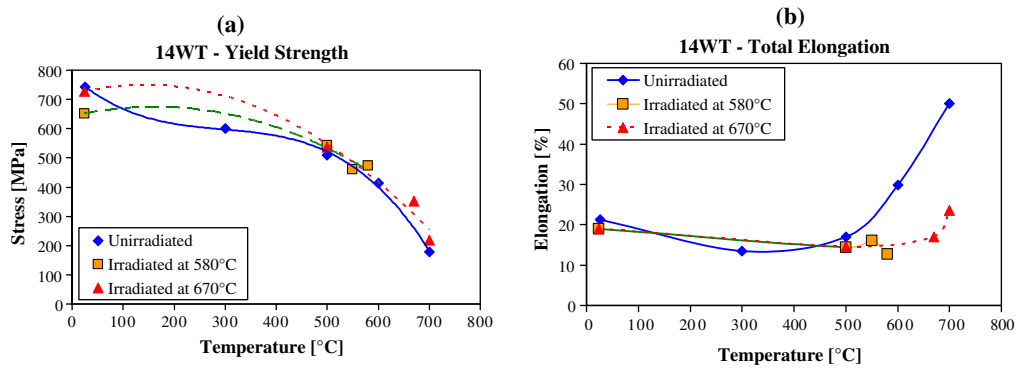 (a)
14WT - Yield Strength
800
700
600
500
400
300
200
100
0
Stress [MPa]
Unirradiated
Irradiated at 580°C
Irradiated at 670°C
0 100 200 300 400 500 600 700 800
Temperature [°C]
(b)
14WT - Total Elongation
60
50
40
30
20
10
0
Elongation [%]
Unirradiated
Irradiated at 580°C
Irradiated at 670°C
0 100 200 300 400 500 600 700 800
Temperature [°C]